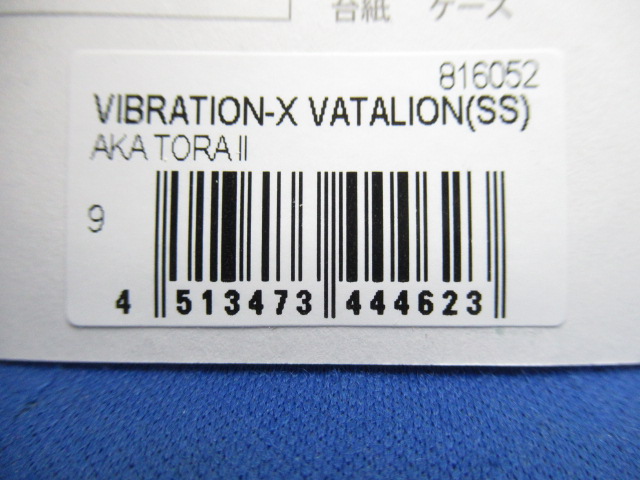 台紙 ケース
816052
VIBRATION-X VATALION(SS)
AKA TORA II
9
4 513473 444623